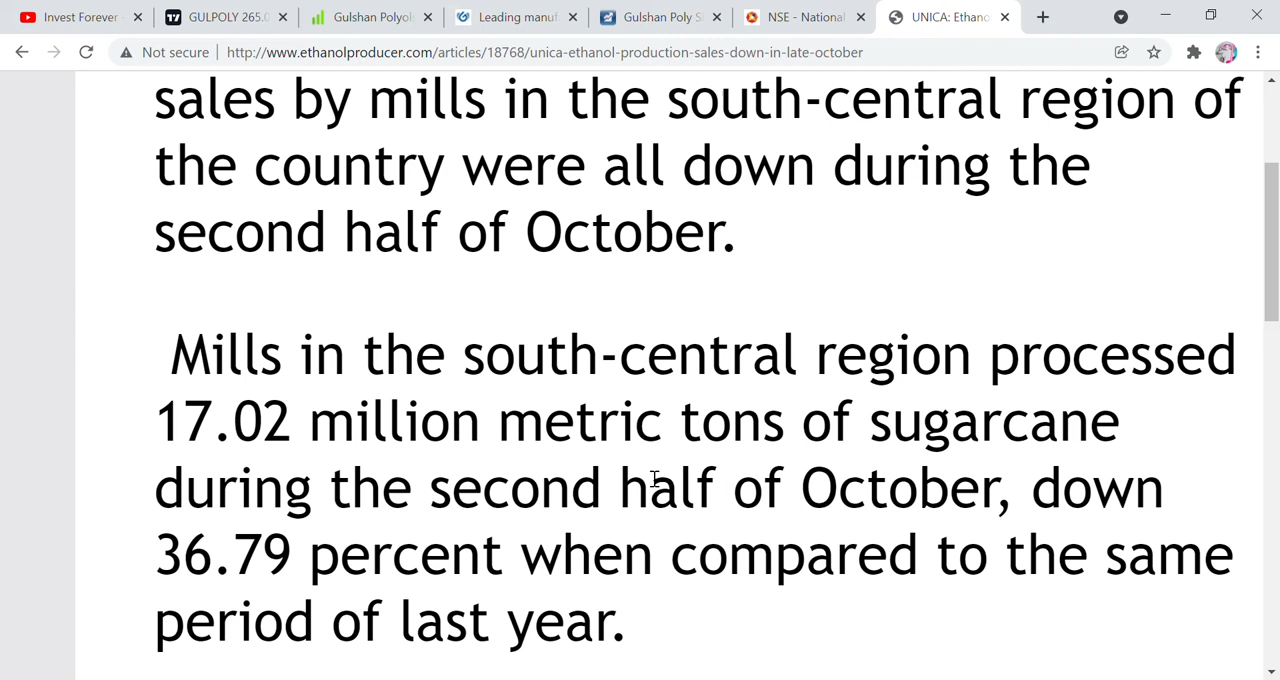 Invest Forever
GULPOLY 265.0
Gulshan Polyol
Leading manuf
Gulshan Poly S
NSE - National
UNICA: Ethano
Not secure
http://www.ethanolproducer.com/articles/18768/unica-ethanol-production-sales-down-in-late-october
sales by mills in the south-central region of
the country were all down during the
second half of October.
Mills in the south-central region processed
17.02 million metric tons of sugarcane
during the second half of October, down
36.79 percent when compared to the same
period of last year.